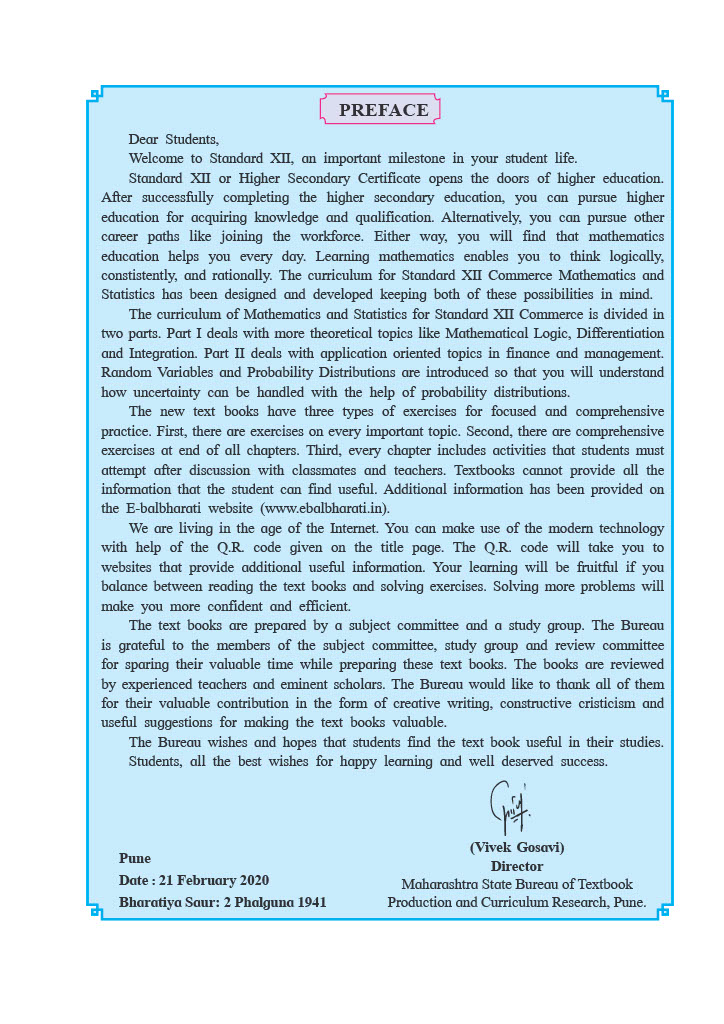 PREFACE
Dear Students,
Welcome to Standard XII, an important milestone in your student life.
Standard XII or Higher Secondary Certificate opens the doors of higher education.
After successfully completing the higher secondary education, you can pursue higher
education for acquiring knowledge and qualification. Alternatively, you can pursue other
career paths like joining the workforce. Either way, you will find that mathematics
education helps you every day. Learning mathematics enables you to think logically,
constistently, and rationally. The curriculum for Standard XII Commerce Mathematics and
Statistics has been designed and developed keeping both of these possibilities in mind.
The curriculum of Mathematics and Statistics for Standard XII Commerce is divided in
two parts. Part I deals with more theoretical topics like Mathematical Logic, Differentiation
and Integration. Part II deals with application oriented topics in finance and management.
Random Variables and Probability Distributions are introduced so that you will understand
how uncertainty can be handled with the help of probability distributions.
The new text books have three types of exercises for focused and comprehensive
practice. First, there are exercises on every important topic. Second, there are comprehensive
exercises at end of all chapters. Third, every chapter includes activities that students must
attempt after discussion with classmates and teachers. Textbooks cannot provide all the
information that the student can find useful. Additional information has been provided on
the E-balbharati website (www.ebalbharati.in).
We are living in the age of the Internet. You can make use of the modern technology
with help of the Q.R. code given on the title page. The Q.R. code will take you to
websites that provide additional useful information. Your learning will be fruitful if you
balance between reading the text books and solving exercises. Solving more problems will
make you more confident and efficient.
The text books are prepared by a subject committee and a study group. The Bureau
is grateful to the members of the subject committee, study group and review committee
for sparing their valuable time while preparing these text books. The books are reviewed
by experienced teachers and eminent scholars. The Bureau would like to thank all of them
for their valuable contribution in the form of creative writing, constructive cristicism and
useful suggestions for making the text books valuable.
The Bureau wishes and hopes that students find the text book useful in their studies.
Students, all the best wishes for happy learning and well deserved success.
(Vivek Gosavi)
Director
Maharashtra State Bureau of Textbook
Production and Curriculum Research, Pune.
Pune
Date : 21 February 2020
Bharatiya Saur: 2 Phalguna 1941